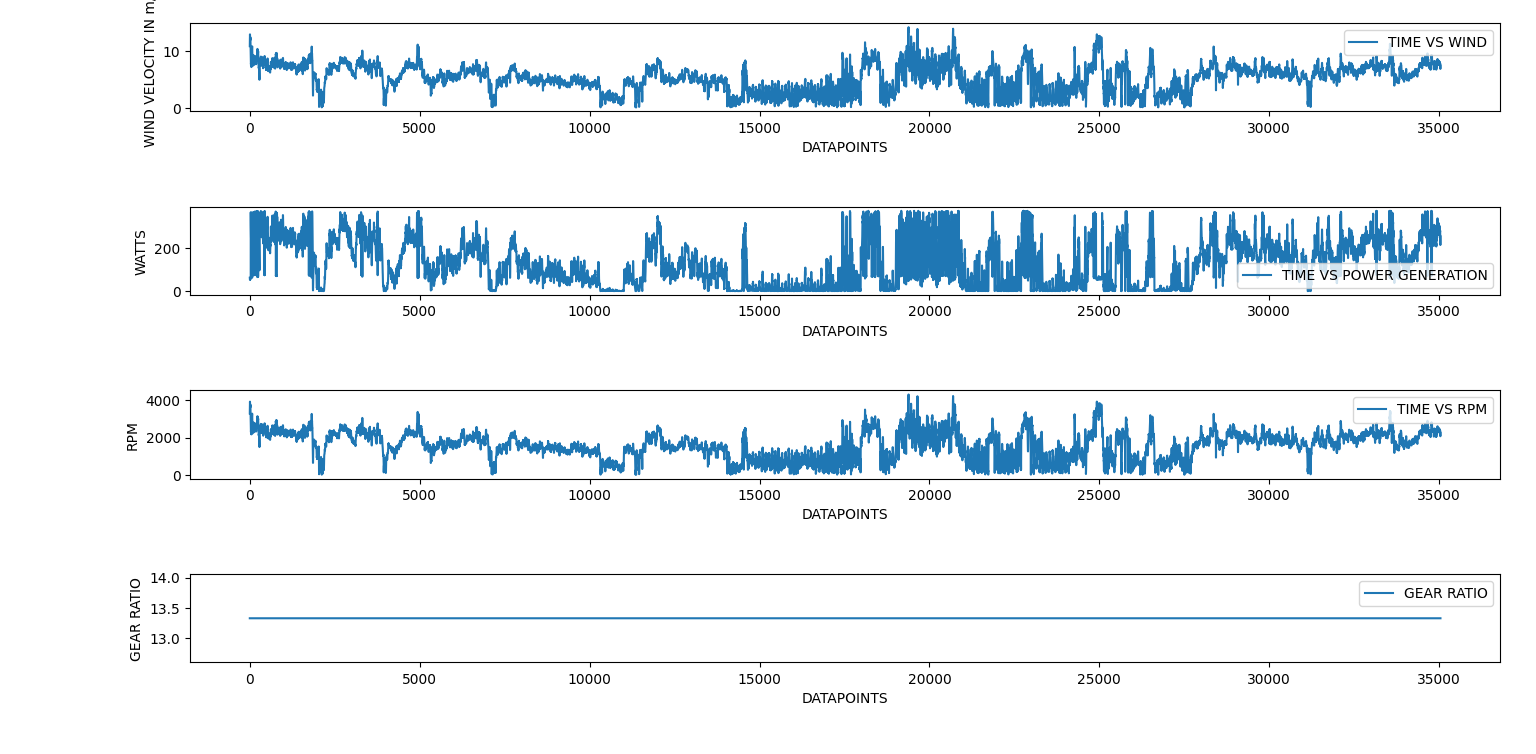 WIND VELOCITY IN m/
10
0
TIME VS WIND
0 5000 10000 15000 20000 25000 30000 35000
DATAPOINTS
WATTS
200
0
TIME VS POWER GENERATION
0 5000 10000 15000 20000 25000 30000 35000
DATAPOINTS
RPM
4000
2000
0
TIME VS RPM
0 5000 10000 15000 20000 25000 30000 35000
DATAPOINTS
GEAR RATIO
14.0
13.5
13.0
GEAR RATIO
0 5000 10000 15000 20000 25000 30000 35000
DATAPOINTS